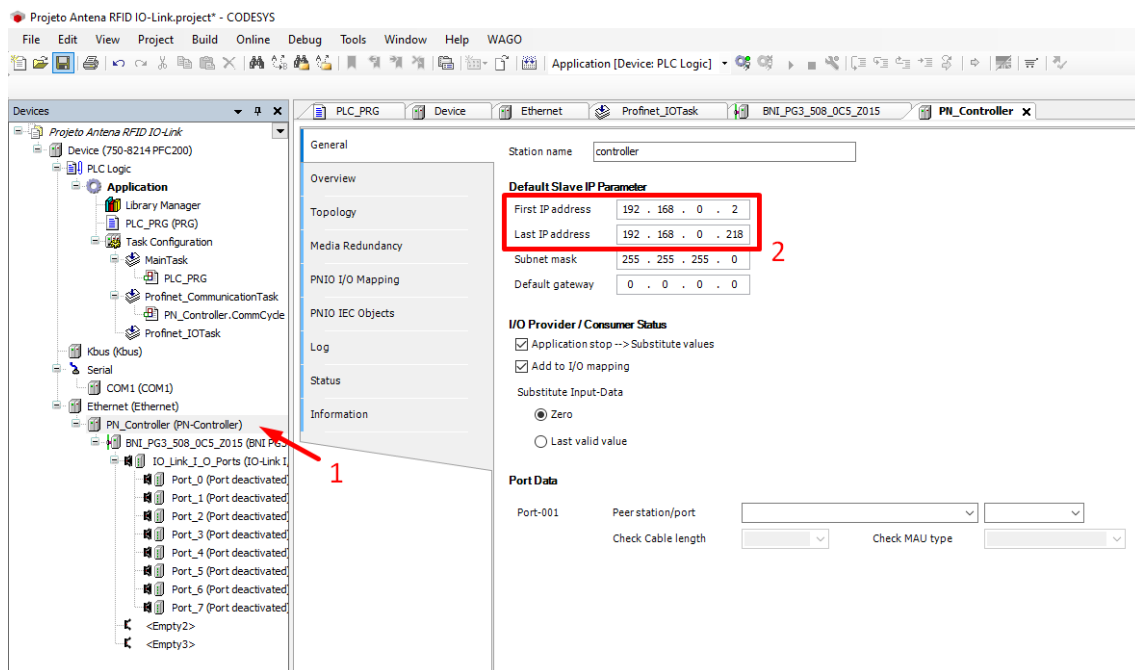 Projeto Antena RFID IO-Link.project* - CODESYS
File Edit View Project Build Online Debug Tools Window Help WAGO
Application [Device: PLC Logic]
Devices
Projeto Antena RFID IO-Link
Device (750-8214 PFC200)
PLC Logic
Application
Library Manager
PLC_PRG (PRG)
Task Configuration
MainTask
PLC_PRG
Profinet_CommunicationTask
PN_Controller.CommCycle
Profinet_IOTask
Kbus (Kbus)
Serial
COM1 (COM1)
Ethernet (Ethernet)
PN_Controller (PN-Controller)
BNI_PG3_508_0C5_Z015 (BNI PG3
IO_Link_I_O_Ports (IO-Link I,
Port_0 (Port deactivated)
Port_1 (Port deactivated)
Port_2 (Port deactivated)
Port_3 (Port deactivated)
Port_4 (Port deactivated)
Port_5 (Port deactivated)
Port_6 (Port deactivated)
Port_7 (Port deactivated)
<Empty2>
<Empty3>
1
PLC_PRG Device Ethernet Profinet_IOTask BNI_PG3_508_0C5_Z015 PN_Controller
General
Overview
Topology
Media Redundancy
PNIO I/O Mapping
PNIO IEC Objects
Log
Status
Information
Station name controller
Default Slave IP Parameter
First IP address 192 . 168 . 0 . 2
Last IP address 192 . 168 . 0 . 218
2
Subnet mask 255 . 255 . 255 . 0
Default gateway 0 . 0 . 0 . 0
I/O Provider / Consumer Status
Application stop --> Substitute values
Add to I/O mapping
Substitute Input-Data
Zero
Last valid value
Port Data
Port-001 Peer station/port
Check Cable length Check MAU type